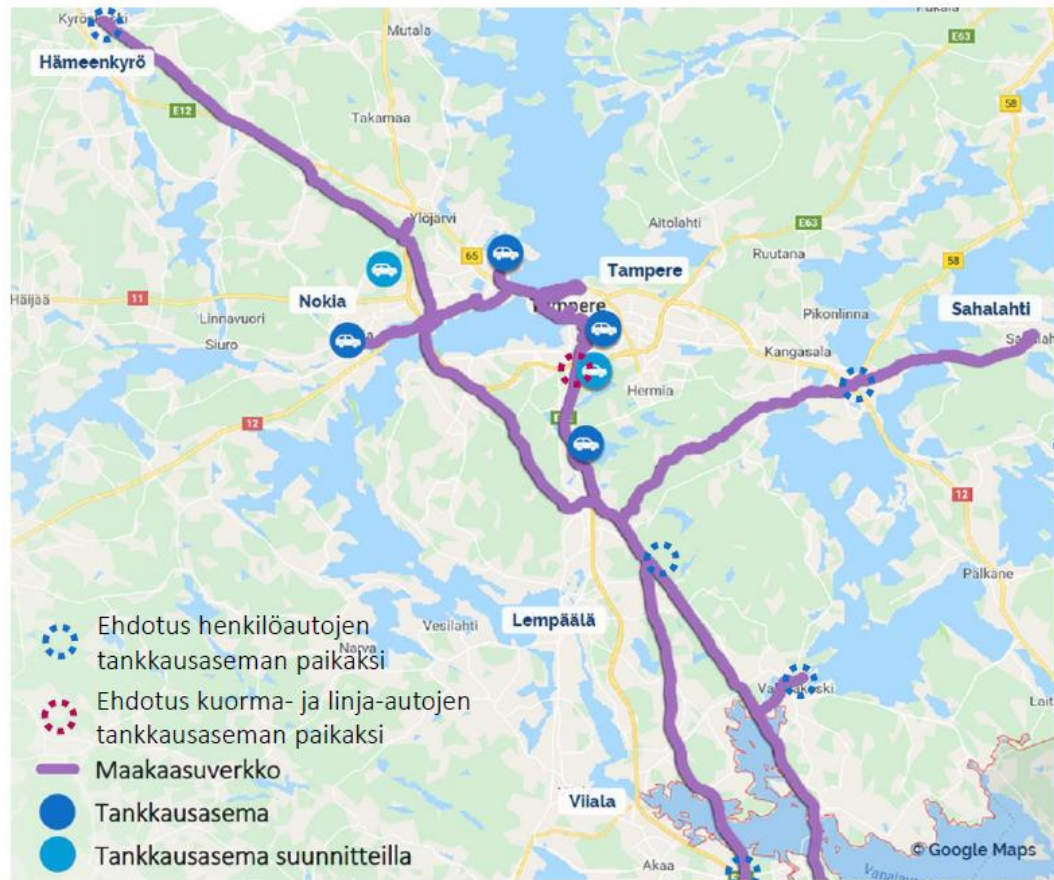 Pukala
Mutala
E63
Hämeenkyrö
58
E12
Takamaa
Ylöjärvi
Aitolahti
E63
Ruutana
65
58
Tampere
Häijää
11
Nokia
Linnavuori
Siuro
Tampere
Pikonlinna
Sahalahti
Kangasala
Hermia
12
12
Pälkäne
Lempäälä
Vesilahti
Narva
Ehdotus henkilöautojen
tankkausaseman paikaksi
Ehdotus kuorma- ja linja-autojen
tankkausaseman paikaksi
Maakaasuverkko
Tankkausasema
Tankkausasema suunnitteilla
Viiala
Akaa
© Google Maps